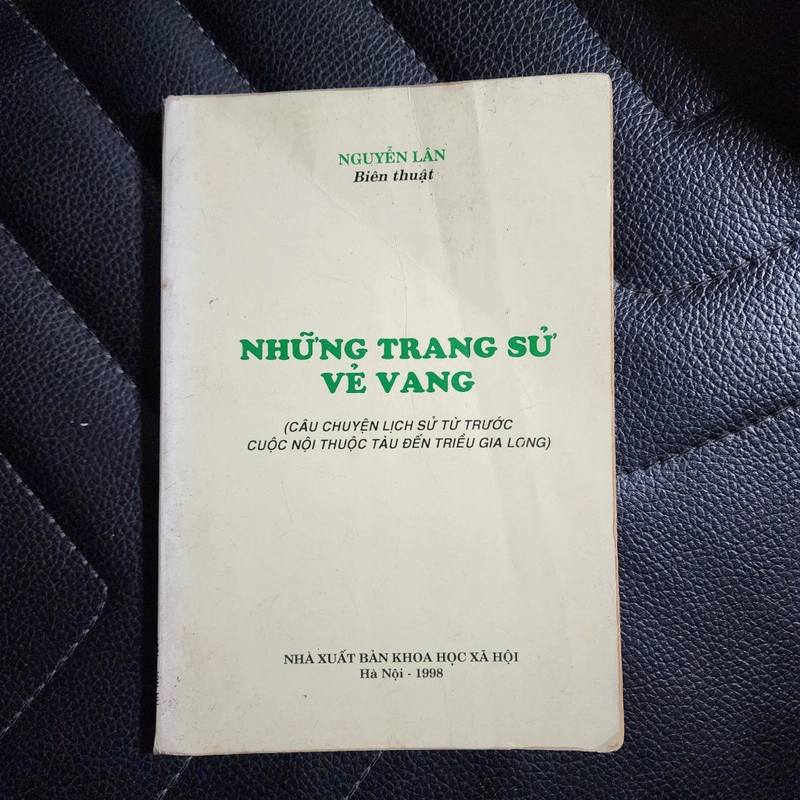 NGUYỄN LÂN
Biên thuật
NHỮNG TRANG SỬ
VẺ VANG
(CÂU CHUYỆN LỊCH SỬ TỪ TRƯỚC
CUỘC NỘI THUỘC TÀU ĐẾN TRIỀU GIA LONG)
NHÀ XUẤT BẢN KHOA HỌC XÃ HỘI
Hà Nội - 1998